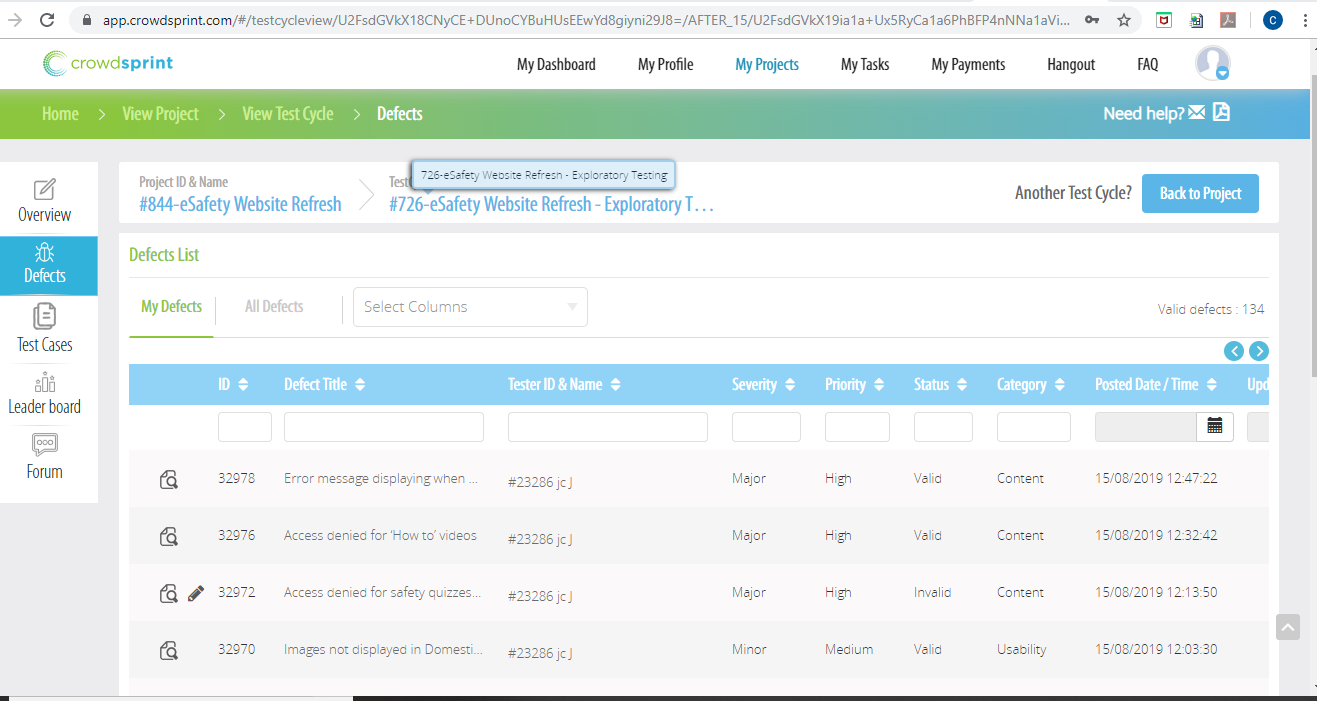 app.crowdsprint.com/#/testcycleview/U2FsdGVkX18CNyCE+DUnoCYBuHUsEEwYd8giyni29J8=/AFTER_15/U2FsdGVkX19ia1a+Ux5RyCa1a6PhBFP4nNNa1aVi...
C
crowdsprint
My Dashboard My Profile My Projects My Tasks My Payments Hangout FAQ
Home > View Project > View Test Cycle > Defects
Need help?
Overview
Defects
Test Cases
Leader board
Forum
Project ID & Name
#844-eSafety Website Refresh
Test
726-eSafety Website Refresh - Exploratory Testing
#726-eSafety Website Refresh - Exploratory T...
Another Test Cycle? Back to Project
Defects List
My Defects All Defects Select Columns
Valid defects : 134
ID Defect Title Tester ID & Name Severity Priority Status Category Posted Date / Time Upd
32978 Error message displaying when ... #23286 jc J Major High Valid Content 15/08/2019 12:47:22
32976 Access denied for ‘How to’ videos #23286 jc J Major High Valid Content 15/08/2019 12:32:42
32972 Access denied for safety quizzes... #23286 jc J Major High Invalid Content 15/08/2019 12:13:50
32970 Images not displayed in Domesti... #23286 jc J Minor Medium Valid Usability 15/08/2019 12:03:30